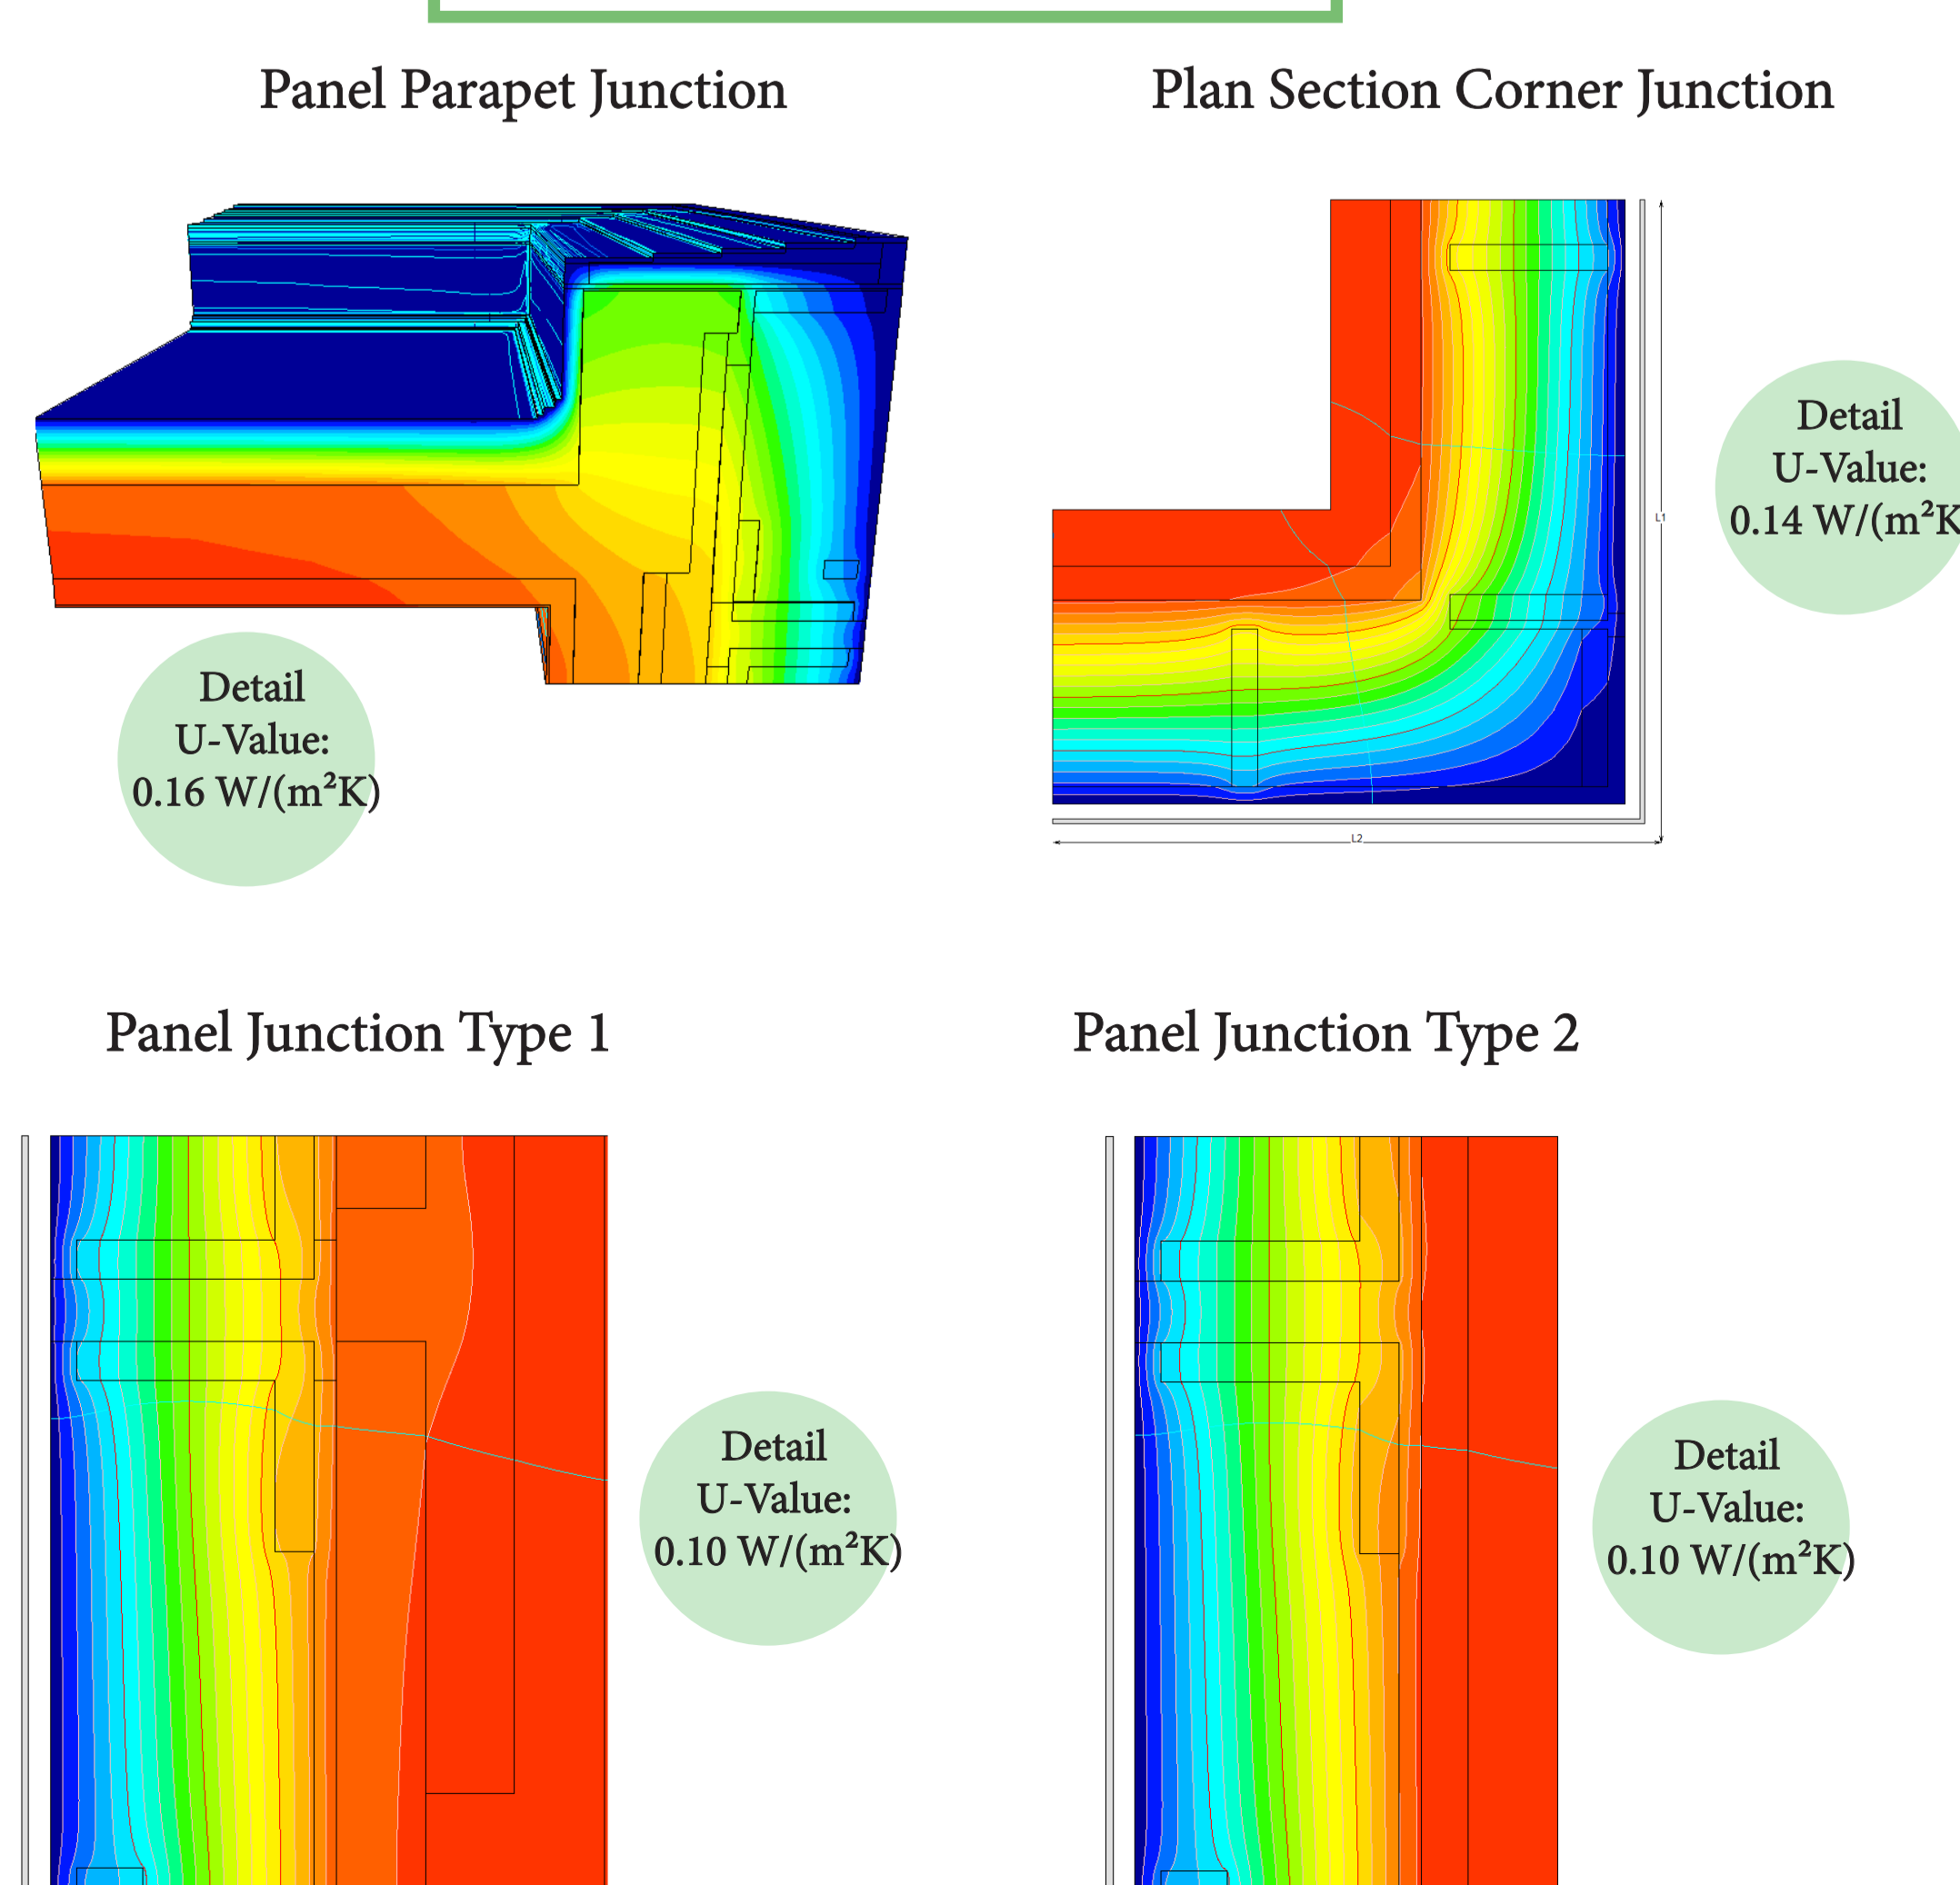 Panel Parapet Junction
Detail
U-Value:
0.16 W/(m²K)
Plan Section Corner Junction
L1
L2
Detail
U-Value:
0.14 W/(m²K
Panel Junction Type 1
Detail
U-Value:
0.10 W/(m²K)
Panel Junction Type 2
Detail
U-Value:
0.10 W/(m²K)